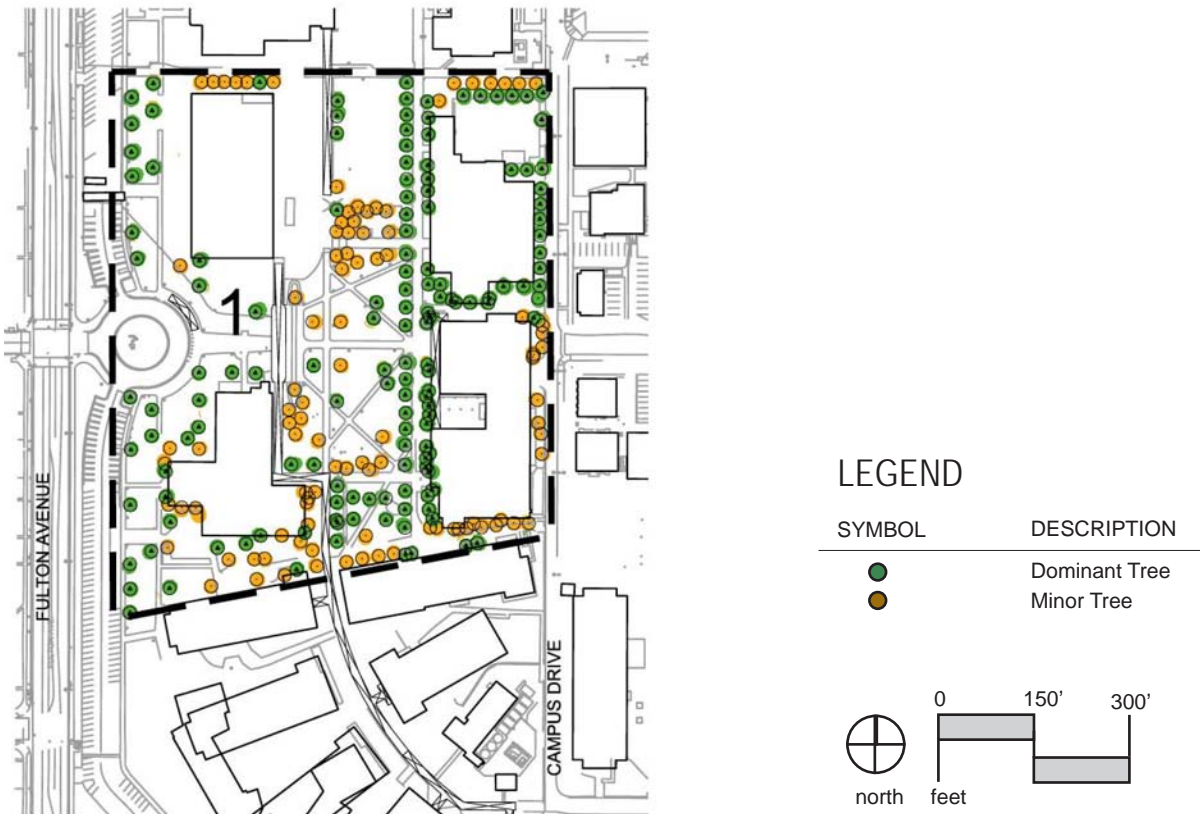 1
FULTON AVENUE
CAMPUS DRIVE
LEGEND
SYMBOL DESCRIPTION
Dominant Tree
Minor Tree
0 150' 300'
north feet